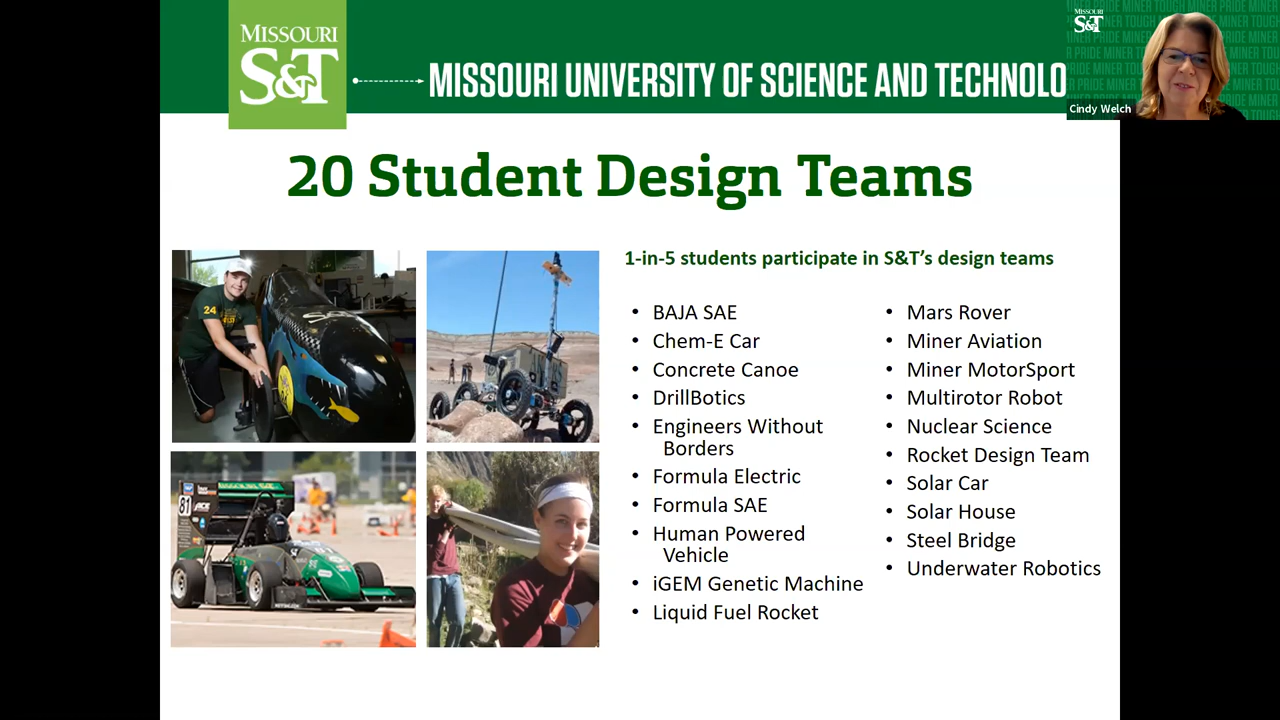 MISSOURI
S&T
MISSOURI UNIVERSITY OF SCIENCE AND TECHNOLO
MISSOURI
S&T
Cindy Welch
20 Student Design Teams
24
81
1-in-5 students participate in S&T's design teams
• BAJA SAE
• Chem-E Car
• Concrete Canoe
• DrillBotics
• Engineers Without
Borders
• Formula Electric
• Formula SAE
• Human Powered
Vehicle
• iGEM Genetic Machine
• Liquid Fuel Rocket
• Mars Rover
• Miner Aviation
• Miner MotorSport
• Multirotor Robot
• Nuclear Science
• Rocket Design Team
• Solar Car
• Solar House
• Steel Bridge
• Underwater Robotics